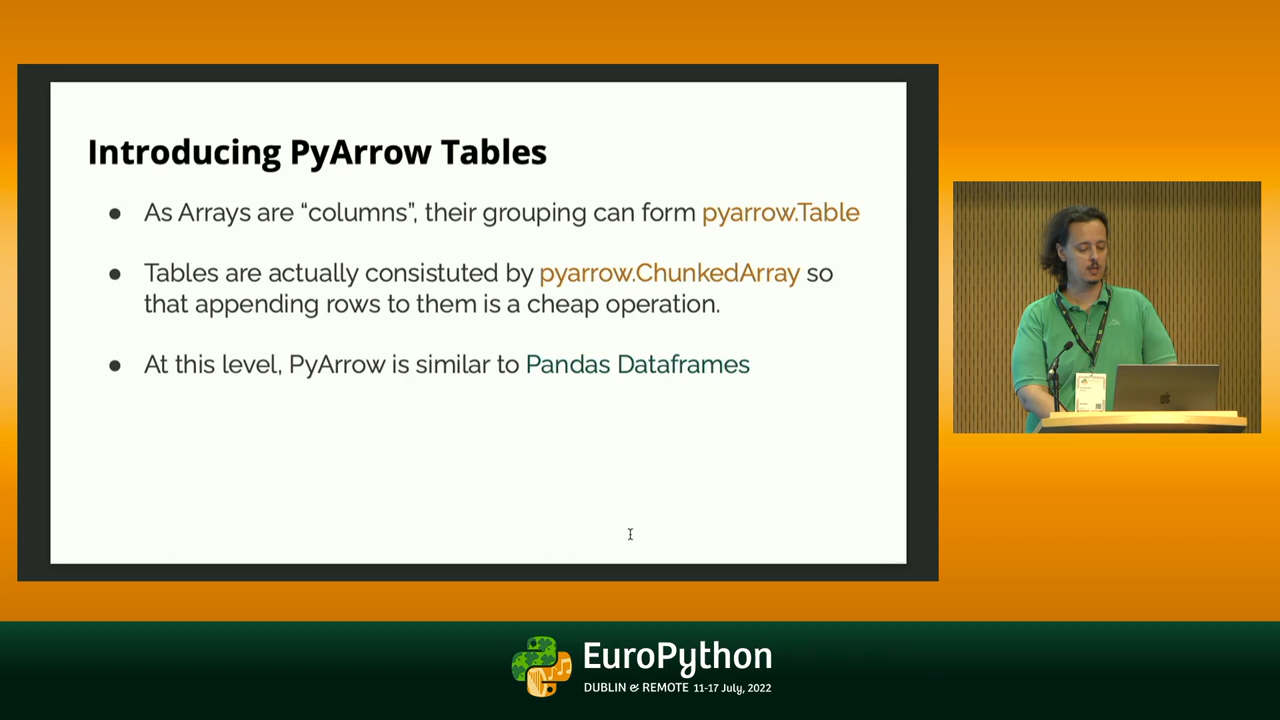 Introducing PyArrow Tables
● As Arrays are “columns”, their grouping can form pyarrow.Table
● Tables are actually consistuted by pyarrow.ChunkedArray so
that appending rows to them is a cheap operation.
● At this level, PyArrow is similar to Pandas Dataframes
EuroPython
DUBLIN & REMOTE 11-17 July, 2022